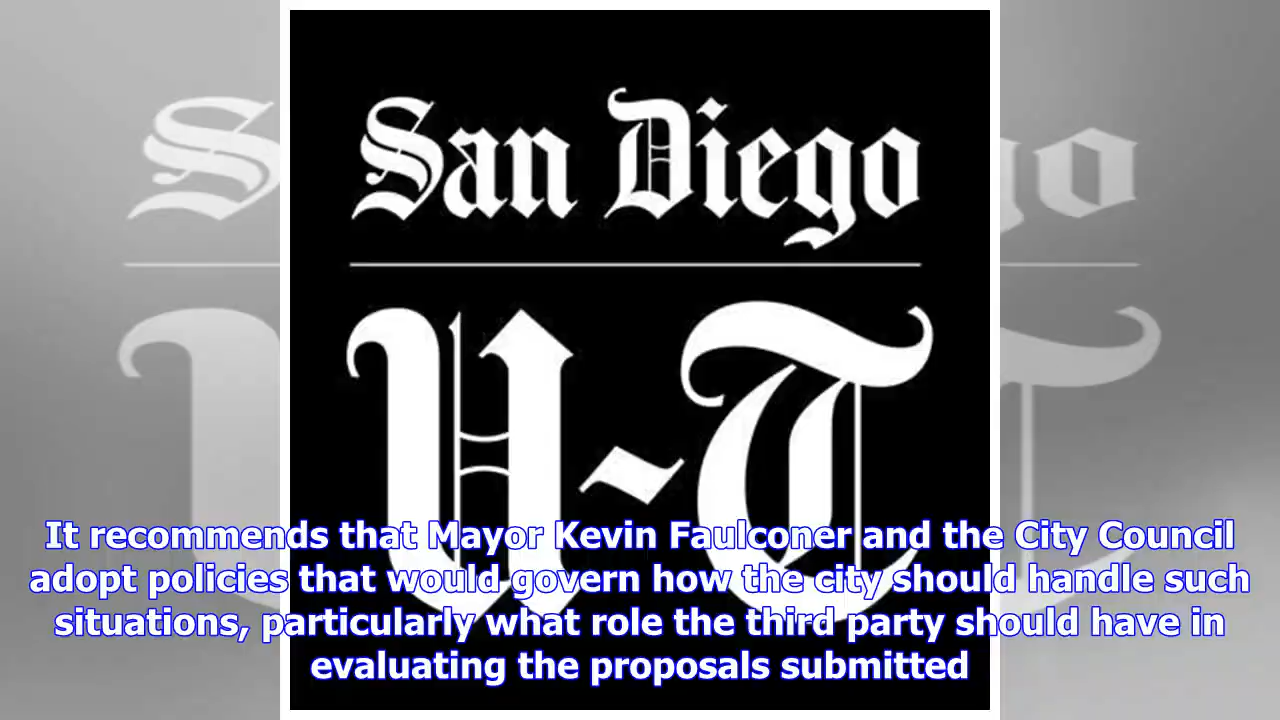 San Diego
U-T
It recommends that Mayor Kevin Faulconer and the City Council
adopt policies that would govern how the city should handle such
situations, particularly what role the third party should have in
evaluating the proposals submitted